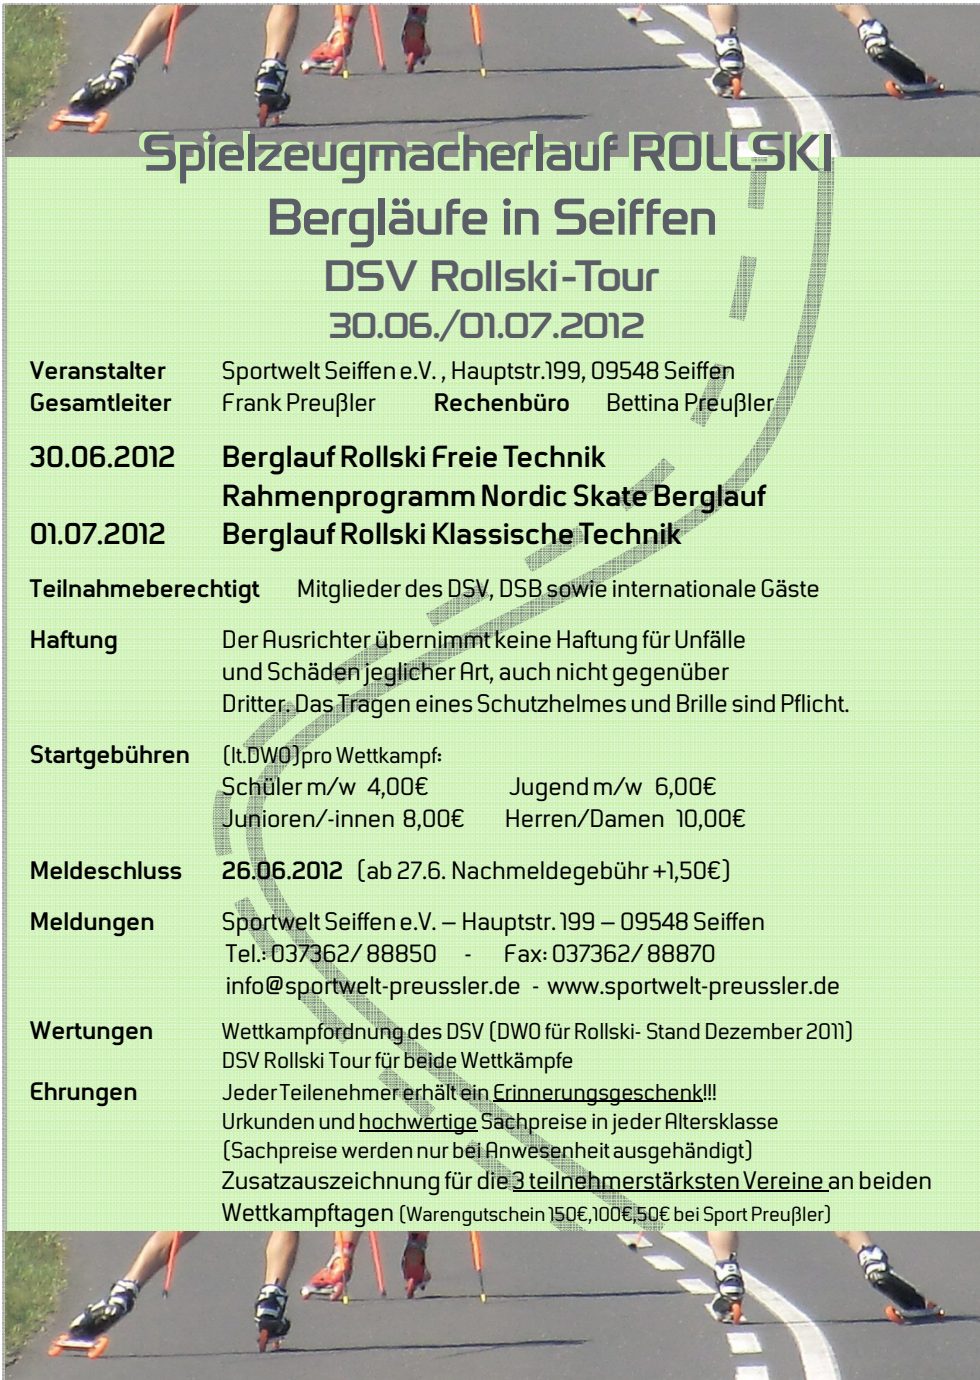 Spielzeugmacherlauf ROLLSKI
Bergläufe in Seiffen
DSV Rollski-Tour
30.06./01.07.2012
Veranstalter Sportwelt Seiffen e.V. , Hauptstr.199, 09548 Seiffen
Gesamtleiter Frank Preußler Rechenbüro Bettina Preußler
30.06.2012 Berglauf Rollski Freie Technik
Rahmenprogramm Nordic Skate Berglauf
01.07.2012 Berglauf Rollski Klassische Technik
Teilnahmeberechtigt Mitglieder des DSV, DSB sowie internationale Gäste
Haftung Der Ausrichter übernimmt keine Haftung für Unfälle
und Schäden jeglicher Art, auch nicht gegenüber
Dritter. Das Tragen eines Schutzhelmes und Brille sind Pflicht.
Startgebühren (lt.DWO)pro Wettkampf:
Schüler m/w 4,00€ Jugend m/w 6,00€
Junioren/-innen 8,00€ Herren/Damen 10,00€
Meldeschluss 26.06.2012 (ab 27.6. Nachmeldegebühr +1,50€)
Meldungen Sportwelt Seiffen e.V. – Hauptstr. 199 – 09548 Seiffen
Tel.: 037362/ 88850 - Fax: 037362/ 88870
info@sportwelt-preussler.de - www.sportwelt-preussler.de
Wertungen Wettkampfordnung des DSV (DWO für Rollski- Stand Dezember 2011)
DSV Rollski Tour für beide Wettkämpfe
Ehrungen Jeder Teilenehmer erhält ein Erinnerungsgeschenk!!!
Urkunden und hochwertige Sachpreise in jeder Altersklasse
(Sachpreise werden nur bei Anwesenheit ausgehändigt)
Zusatzauszeichnung für die 3 teilnehmerstärksten Vereine an beiden
Wettkampftagen (Warengutschein 150€,100€,50€ bei Sport Preußler)